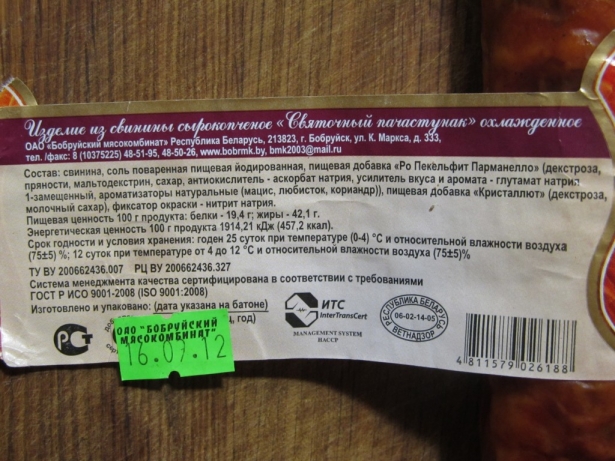 Изделие из свинины сырокопченое «Святочный пачастунак» охлажденное
ОАО «Бобруйский мясокомбинат» Республика Беларусь, 213823, г. Бобруйск, ул. К. Маркса, д. 333,
тел. /факс: 8 (10375225) 48-51-95, 48-50-26, www.bobrmk.by, bmk2003@mail.ru
Состав: свинина, соль поваренная пищевая йодированная, пищевая добавка «Ро Пекельфит Парманелло» (декстроза,
пряности, мальтодекстрин, сахар, антиокислитель - аскорбат натрия, усилитель вкуса и аромата - глутамат натрия
1-замещенный, ароматизаторы натуральные (мацис, любисток, кориандр)), пищевая добавка «Кристаллют» (декстроза,
молочный сахар), фиксатор окраски - нитрит натрия.
Пищевая ценность 100 г продукта: белки - 19,4 г; жиры - 42,1 г.
Энергетическая ценность 100 г продукта 1914,21 кДж (457,2 ккал).
Срок годности и условия хранения: годен 25 суток при температуре (0-4) °С и относительной влажности воздуха
(75±5) %; 12 суток при температуре от 4 до 12 °С и относительной влажности воздуха (75±5)%
ТУ BY 200662436.007 РЦ BY 200662436.327
Система менеджмента качества сертифицирована в соответствии с требованиями
ГОСТ Р ИСО 9001-2008 (ISO 9001:2008)
Изготовлено и упаковано: (дата указана на батоне)
год)
РСТ
ОАО "БОБРУЙСКИЙ
МЯСОКОМБИНАТ"
16.09.12
ИТС
InterTransCert
MANAGEMENT SYSTEM
HACCP
РЕСПУБЛИКА БЕЛАРУСЬ
06-02-14-05
ВЕТНАДЗОР
4 811579 026188